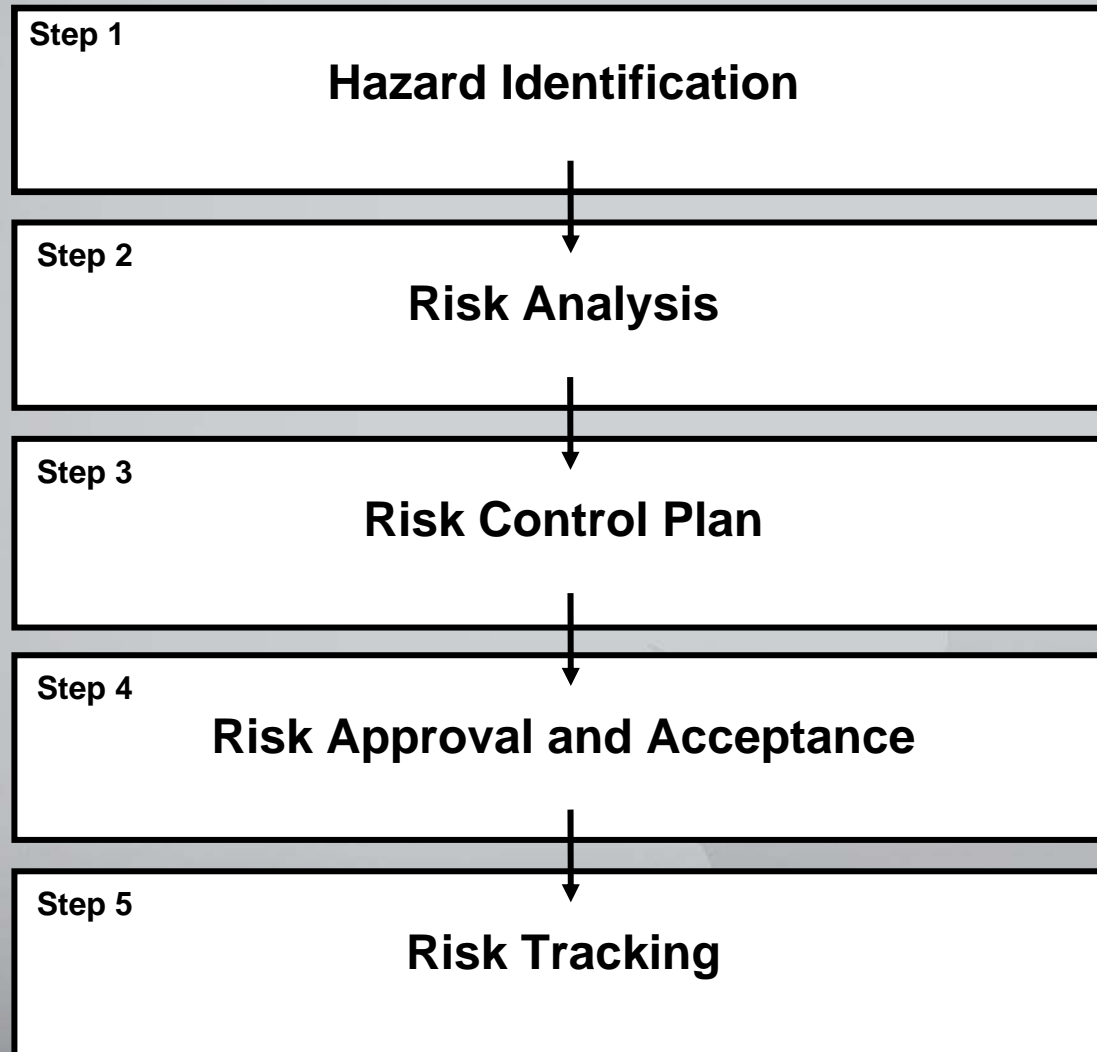 Step 1
Hazard Identification
Step 2
Risk Analysis
Step 3
Risk Control Plan
Step 4
Risk Approval and Acceptance
Step 5
Risk Tracking